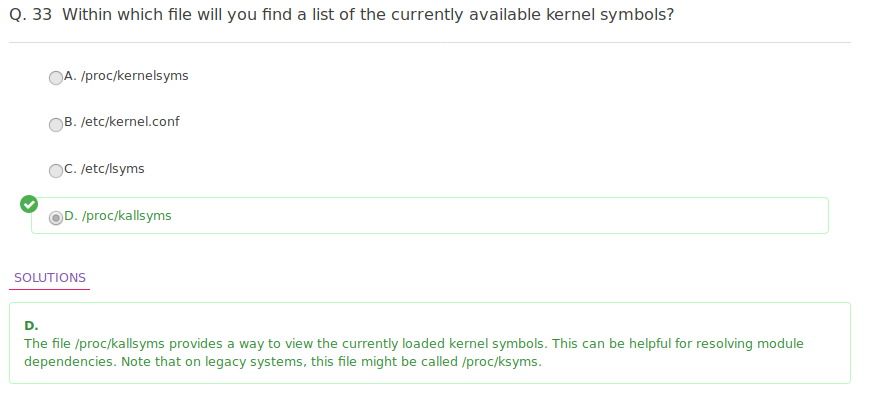 Q. 33  Within which file will you find a list of the currently available kernel symbols?
A. /proc/kernelsyms
B. /etc/kernel.conf
C. /etc/lsyms
D. /proc/kallsyms
SOLUTIONS
D.
The file /proc/kallsyms provides a way to view the currently loaded kernel symbols. This can be helpful for resolving module
dependencies. Note that on legacy systems, this file might be called /proc/ksyms.